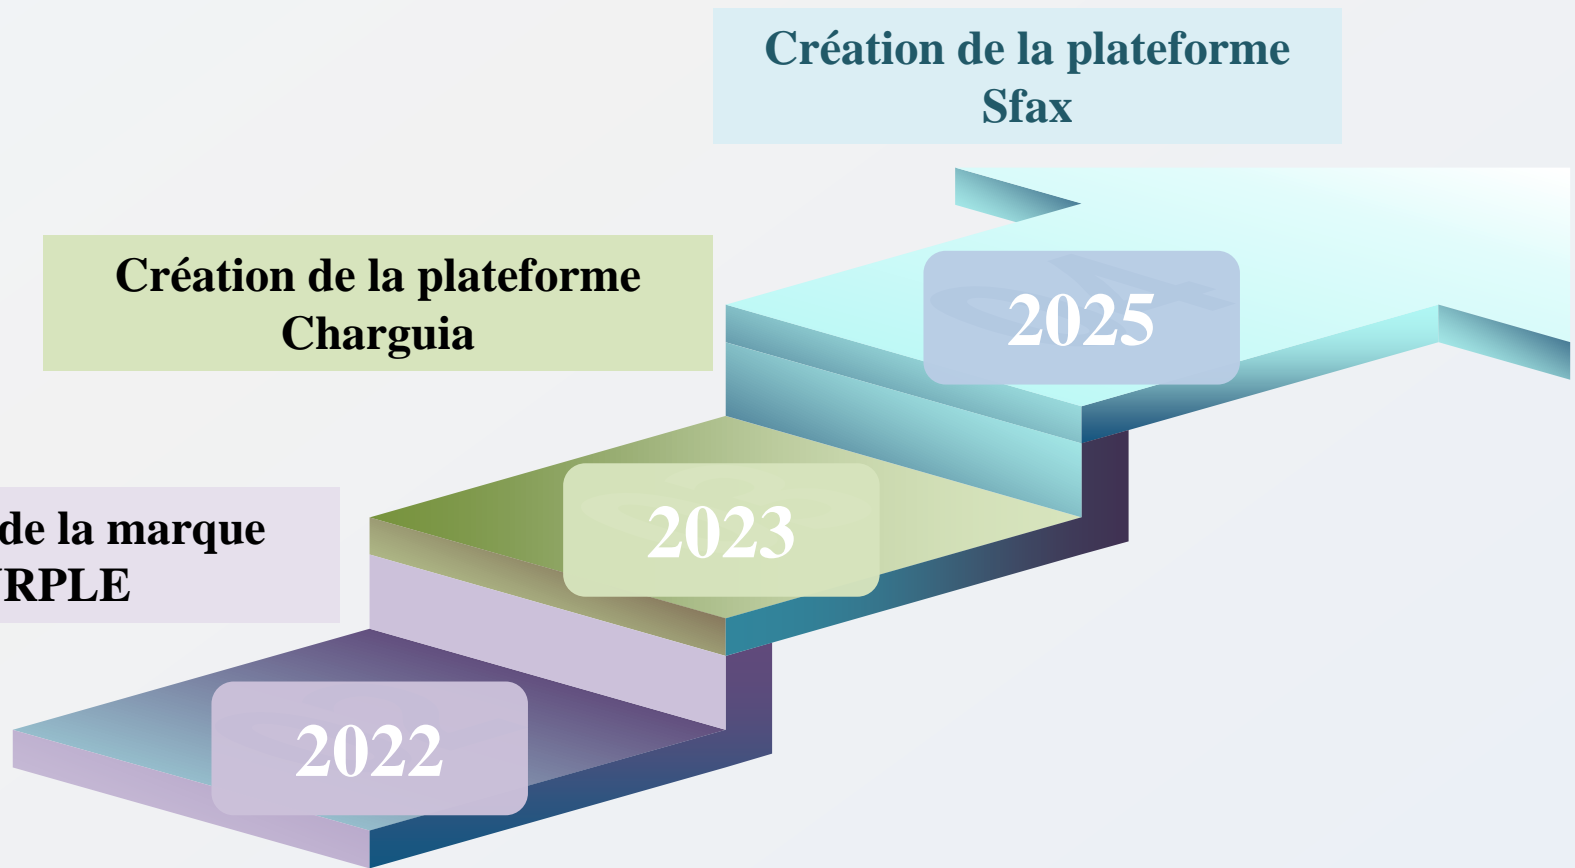 Création de la plateforme
Sfax
2025
Création de la plateforme
Charguia
2023
de la marque
RPLE
2022